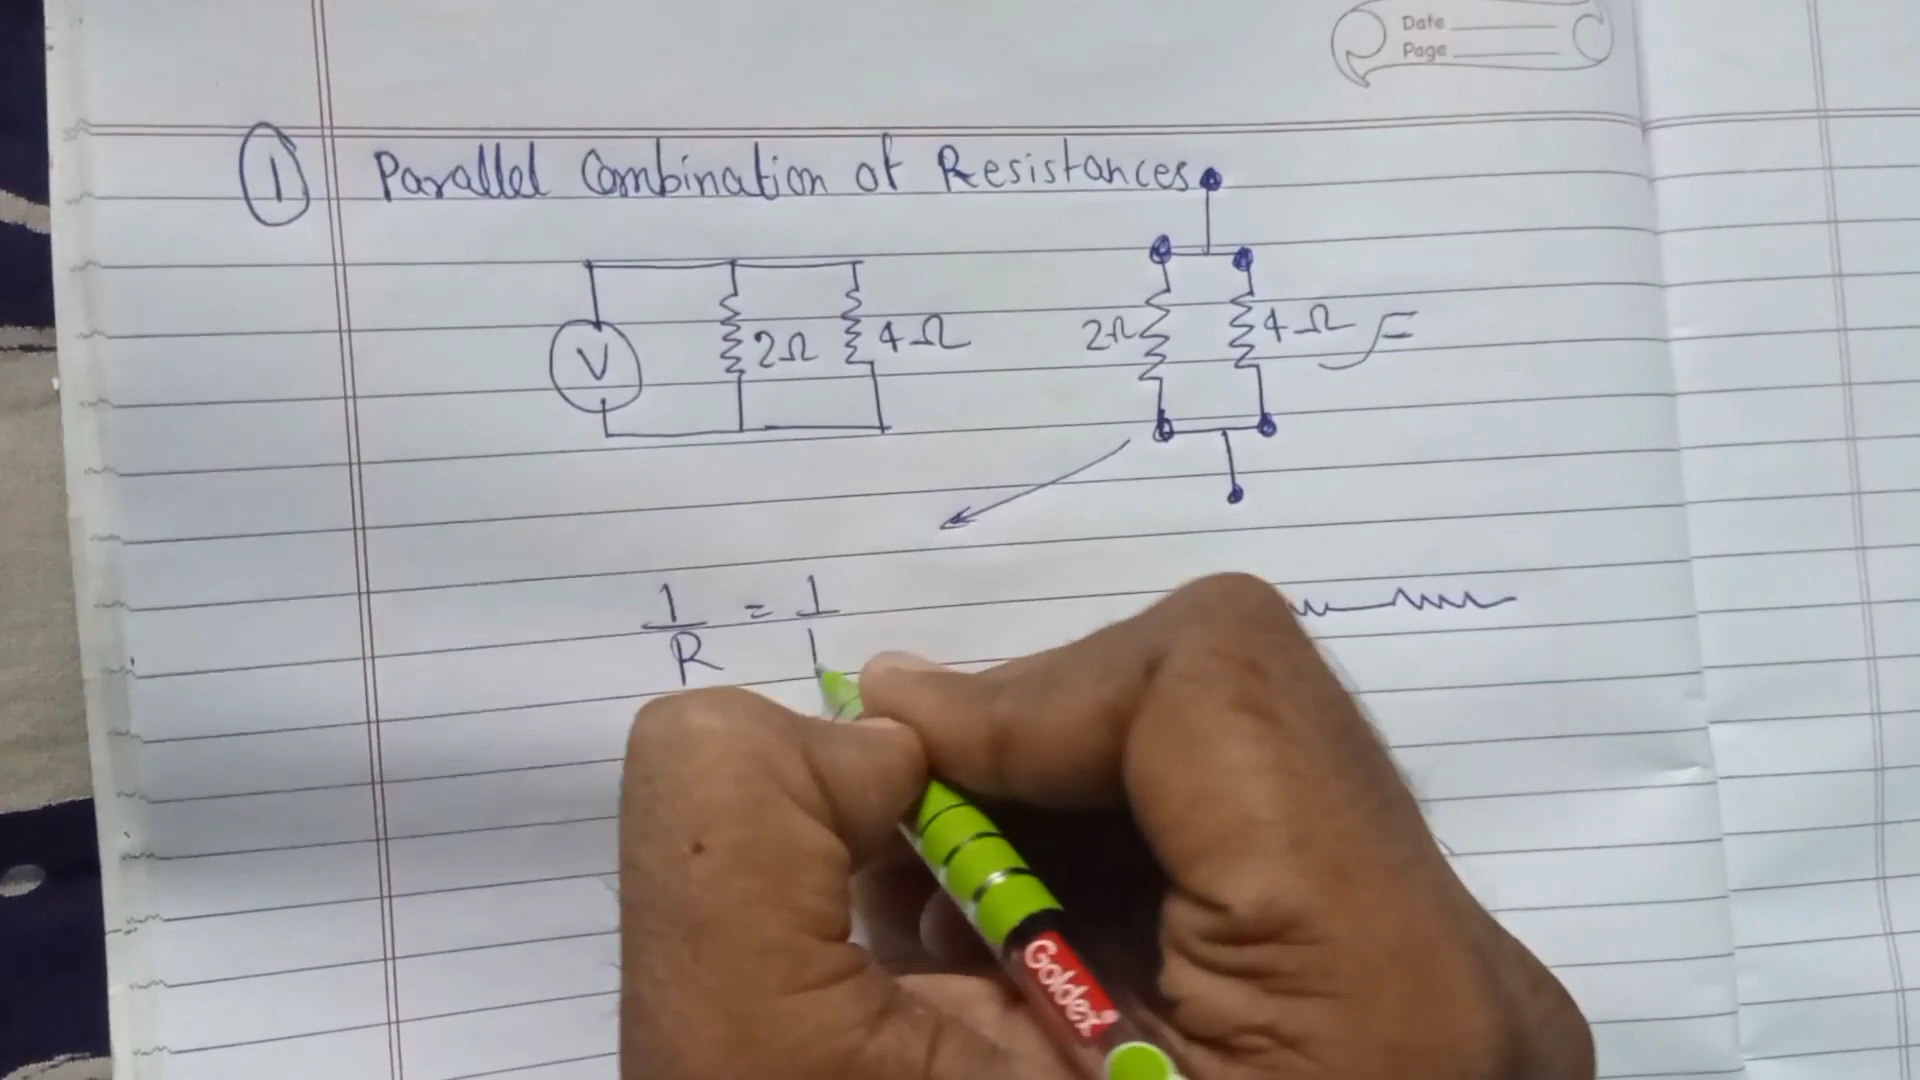 Date
Page
1 Parallel Combination of Resistances
V 2Ω 4Ω 2Ω 4Ω
1/R = 1/
Goldex